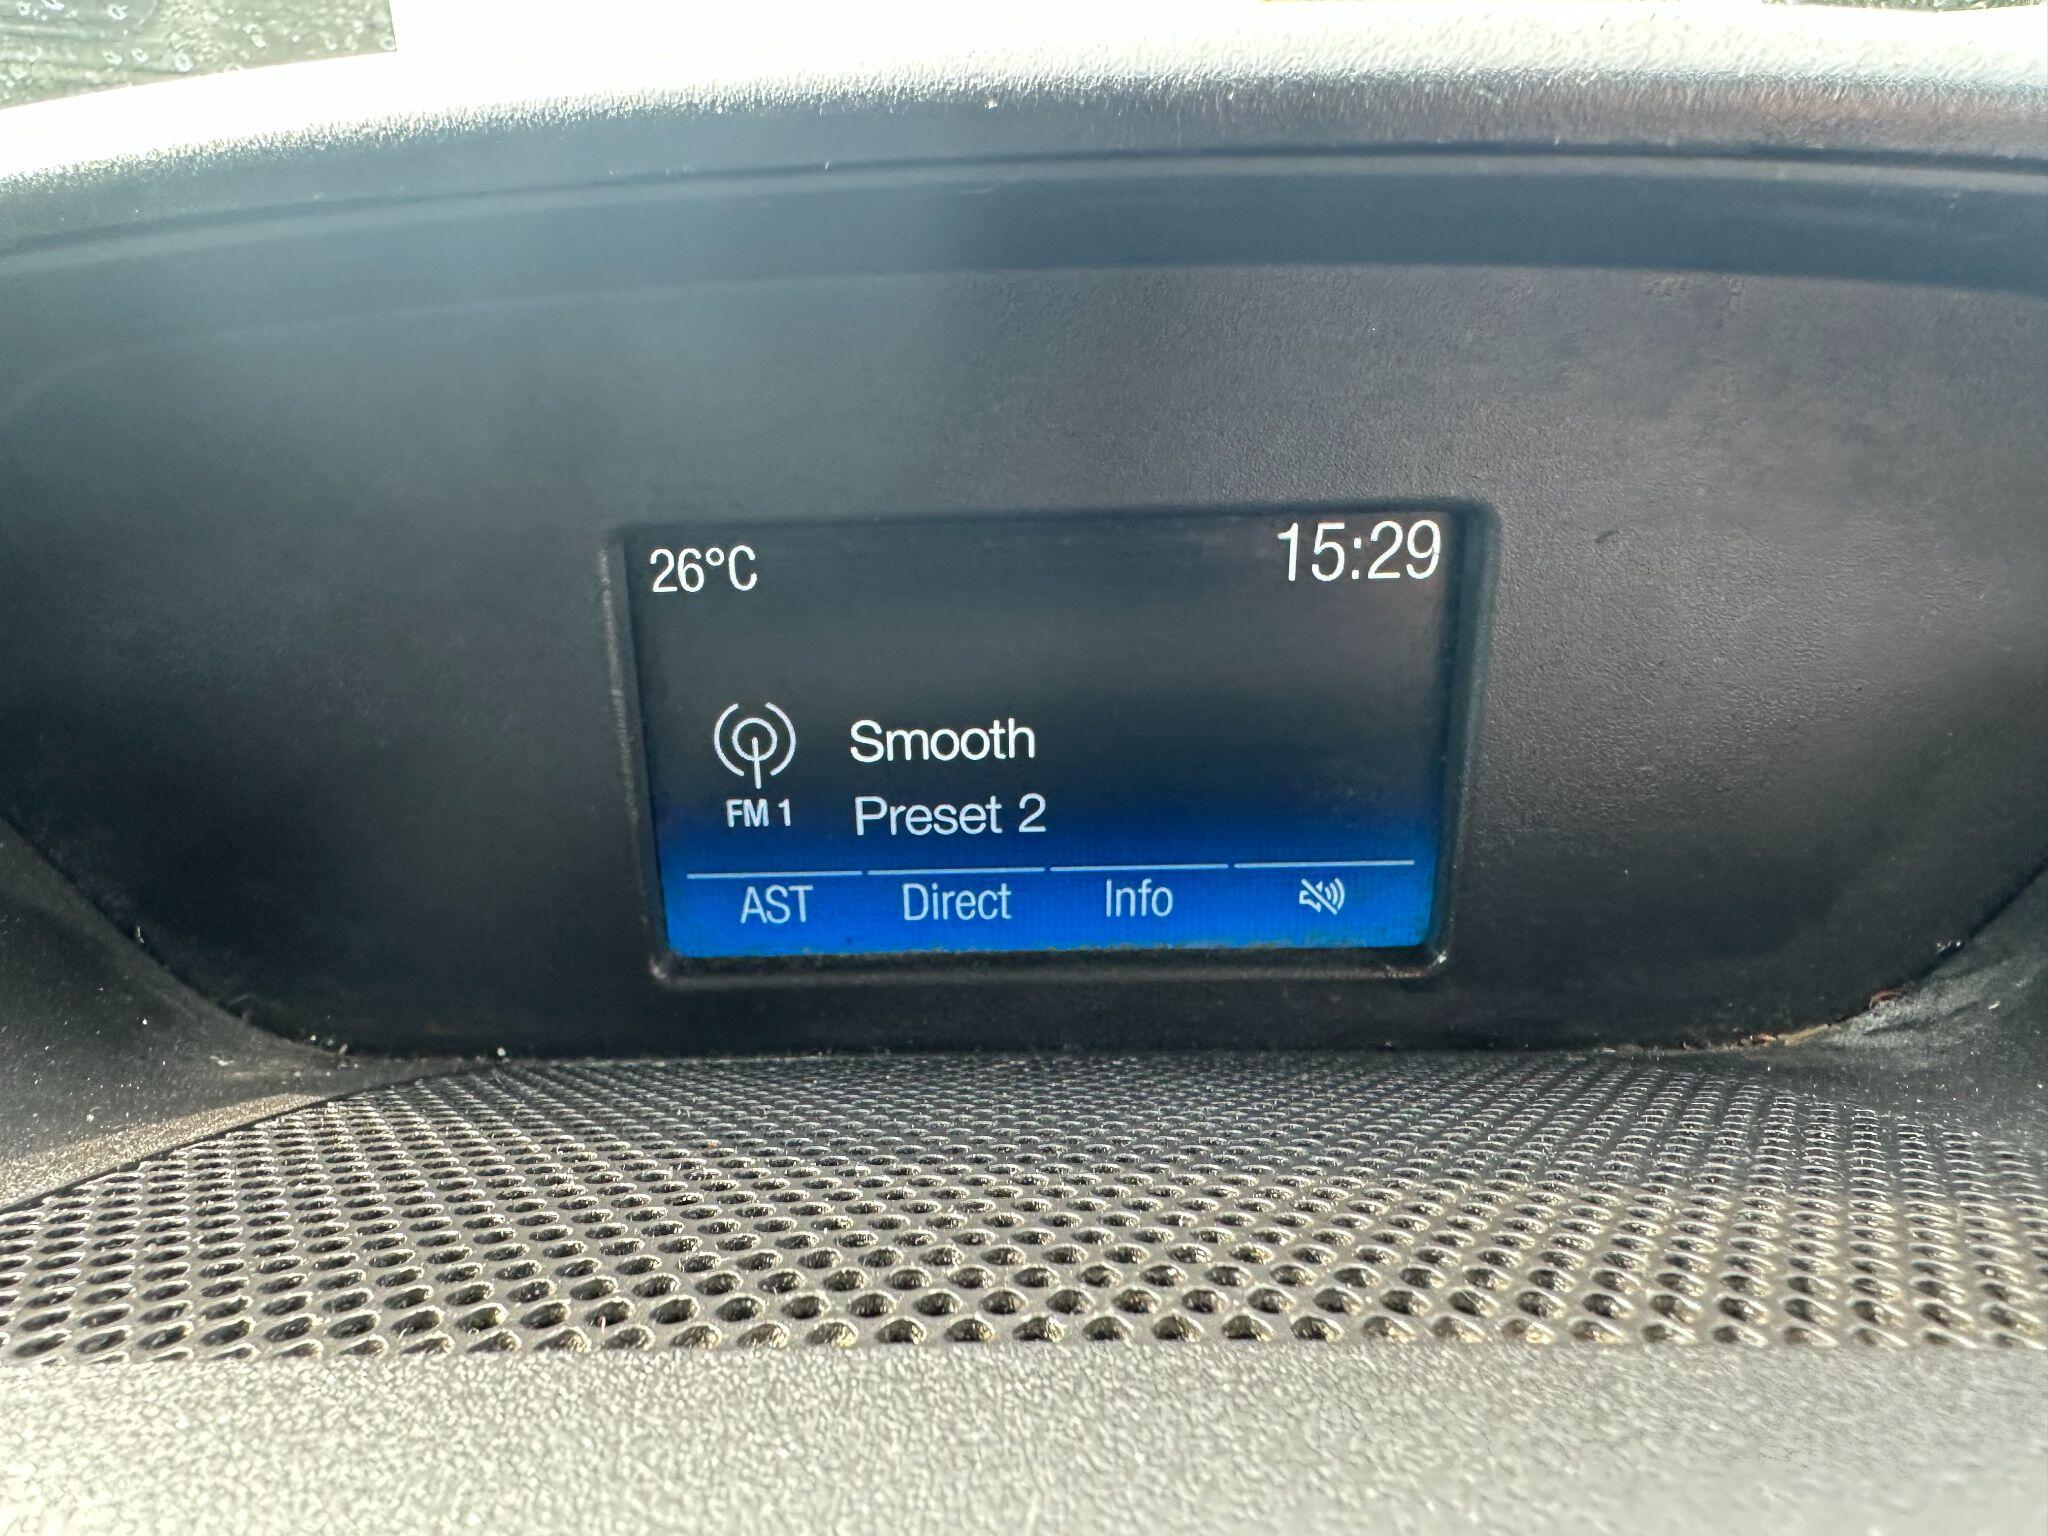 26°C 15:29
Smooth
FM 1 Preset 2
AST Direct Info